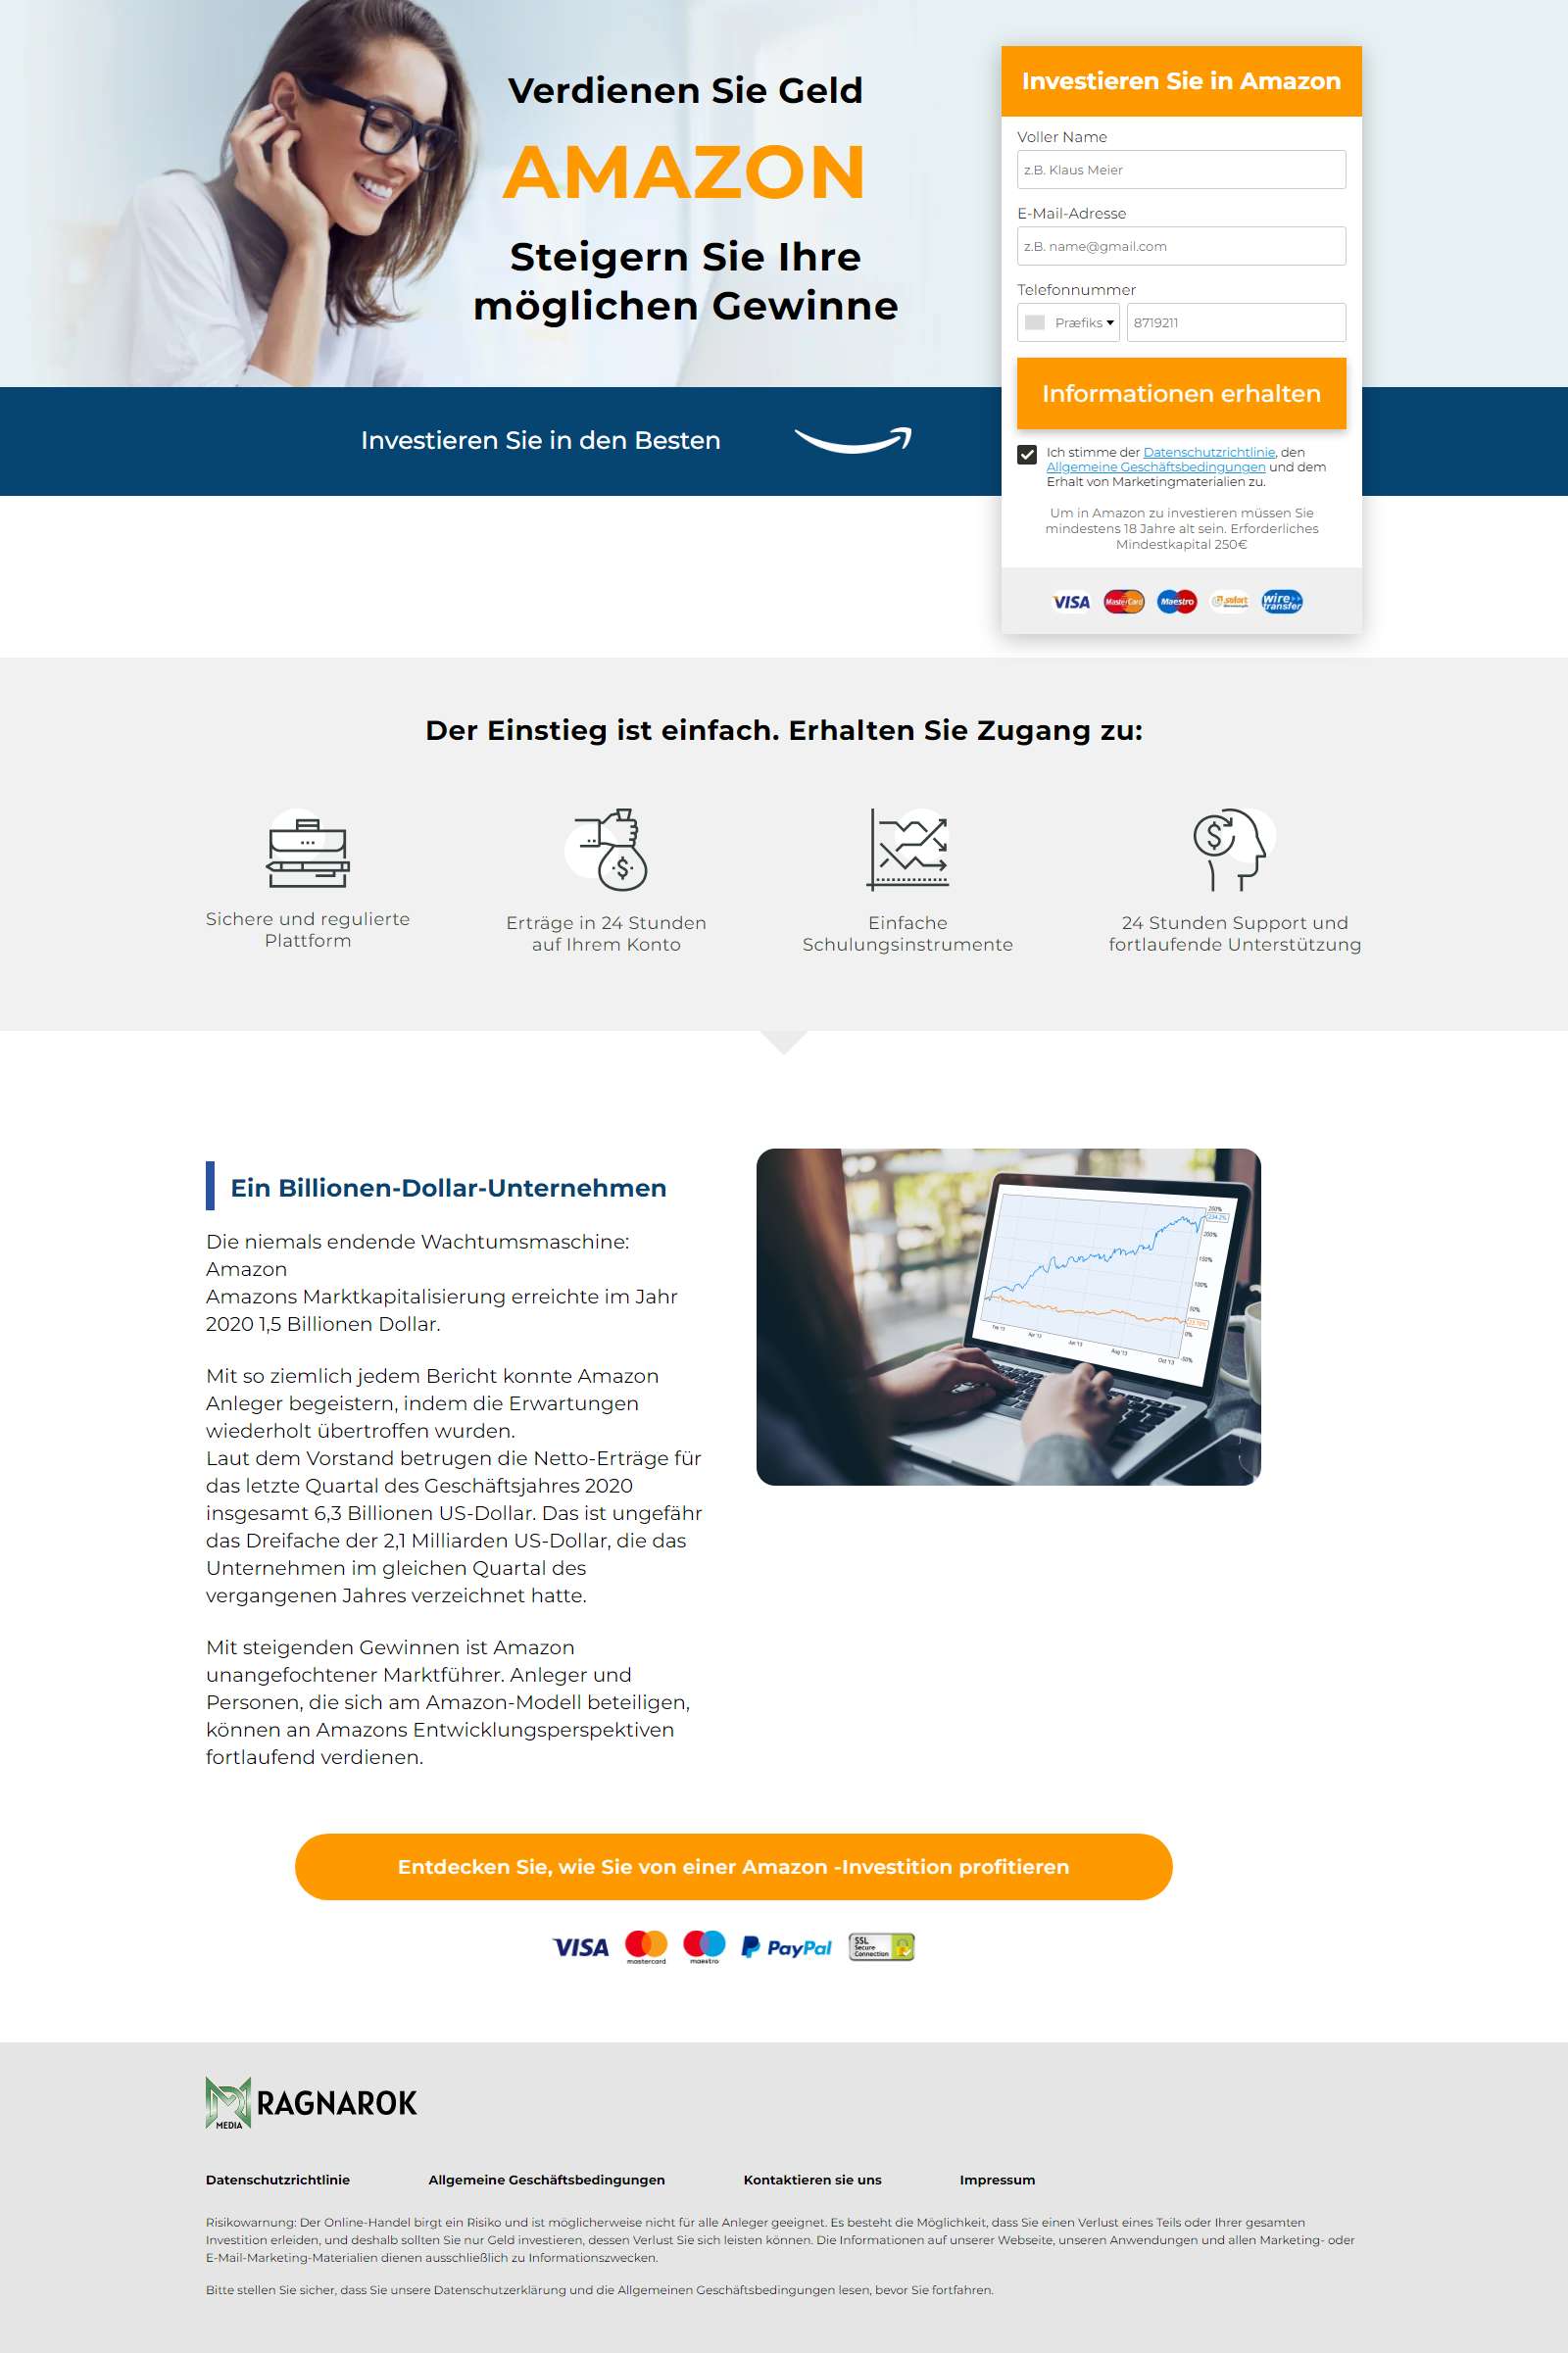 Verdienen Sie Geld
AMAZON
Steigern Sie Ihre
möglichen Gewinne
Investieren Sie in den Besten
Investieren Sie in Amazon
Voller Name
z.B. Klaus Meier
E-Mail-Adresse
z.B. name@gmail.com
Telefonnummer
Præfiks 8719211
Informationen erhalten
Ich stimme der Datenschutzrichtlinie, den
Allgemeine Geschäftsbedingungen und dem
Erhalt von Marketingmaterialien zu.
Um in Amazon zu investieren müssen Sie
mindestens 18 Jahre alt sein. Erforderliches
Mindestkapital 250€
VISA MasterCard Maestro sofort wire transfer
Der Einstieg ist einfach. Erhalten Sie Zugang zu:
Sichere und regulierte
Plattform
Erträge in 24 Stunden
auf Ihrem Konto
Einfache
Schulungsinstrumente
24 Stunden Support und
fortlaufende Unterstützung
Ein Billionen-Dollar-Unternehmen
Die niemals endende Wachtumsmaschine:
Amazon
Amazons Marktkapitalisierung erreichte im Jahr
2020 1,5 Billionen Dollar.
Mit so ziemlich jedem Bericht konnte Amazon
Anleger begeistern, indem die Erwartungen
wiederholt übertroffen wurden.
Laut dem Vorstand betrugen die Netto-Erträge für
das letzte Quartal des Geschäftsjahres 2020
insgesamt 6,3 Billionen US-Dollar. Das ist ungefähr
das Dreifache der 2,1 Milliarden US-Dollar, die das
Unternehmen im gleichen Quartal des
vergangenen Jahres verzeichnet hatte.
Mit steigenden Gewinnen ist Amazon
unangefochtener Marktführer. Anleger und
Personen, die sich am Amazon-Modell beteiligen,
können an Amazons Entwicklungsperspektiven
fortlaufend verdienen.
250%
200%
150%
100%
50%
0%
-50%
Apr '13 Jun '13 Aug '13 Oct '13
Entdecken Sie, wie Sie von einer Amazon -Investition profitieren
VISA mastercard maestro PayPal SSL Secure Connection
RAGNAROK
MEDIA
Datenschutzrichtlinie Allgemeine Geschäftsbedingungen Kontaktieren sie uns Impressum
Risikowarnung: Der Online-Handel birgt ein Risiko und ist möglicherweise nicht für alle Anleger geeignet. Es besteht die Möglichkeit, dass Sie einen Verlust eines Teils oder Ihrer gesamten
Investition erleiden, und deshalb sollten Sie nur Geld investieren, dessen Verlust Sie sich leisten können. Die Informationen auf unserer Webseite, unseren Anwendungen und allen Marketing- oder
E-Mail-Marketing-Materialien dienen ausschließlich zu Informationszwecken.
Bitte stellen Sie sicher, dass Sie unsere Datenschutzerklärung und die Allgemeinen Geschäftsbedingungen lesen, bevor Sie fortfahren.